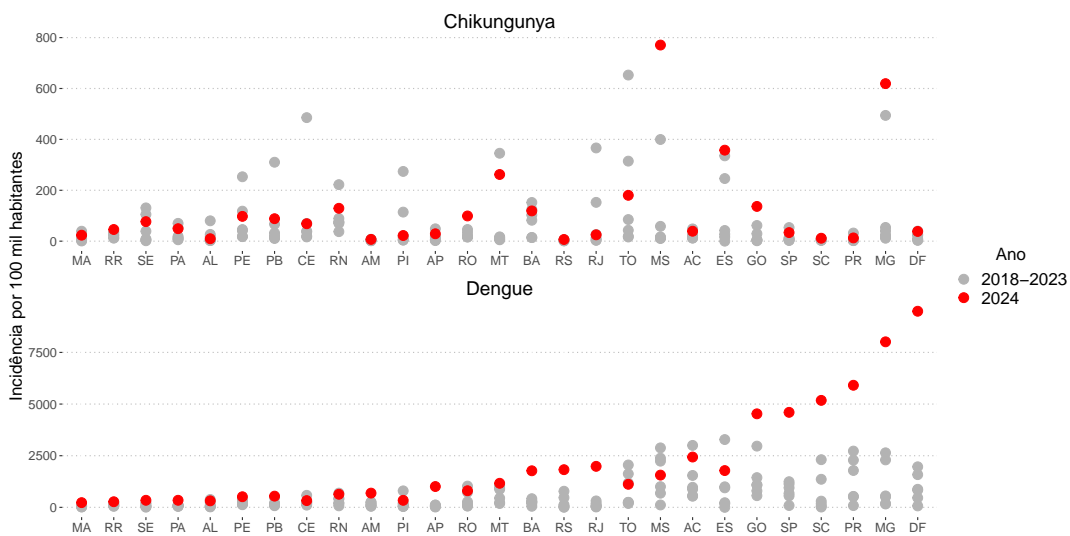 Chikungunya
800
600
400
200
0
MA RR SE PA AL PE PB CE RN AM PI AP RO MT BA RS RJ TO MS AC ES GO SP SC PR MG DF
Dengue
7500
5000
2500
0
MA RR SE PA AL PE PB CE RN AM PI AP RO MT BA RS RJ TO MS AC ES GO SP SC PR MG DF
Incidência por 100 mil habitantes
Ano
2018−2023
2024